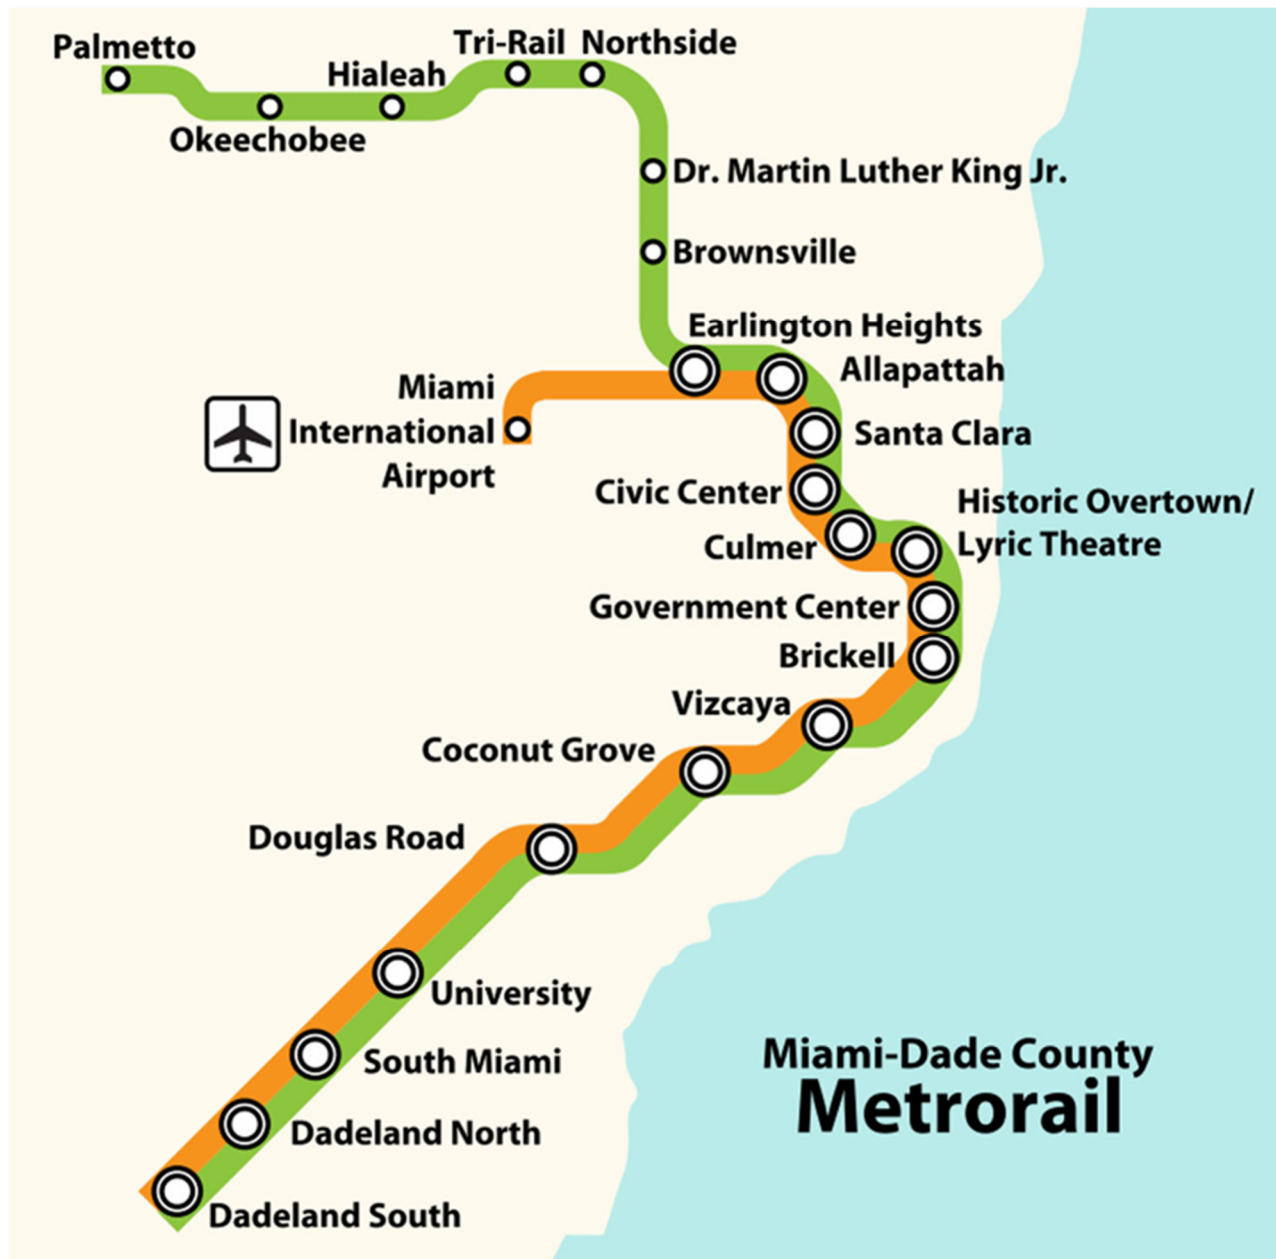 Palmetto
Okeechobee
Hialeah
Tri-Rail
Northside
Dr. Martin Luther King Jr.
Brownsville
Earlington Heights
Allapattah
Miami
International
Airport
Santa Clara
Civic Center
Culmer
Historic Overtown/
Lyric Theatre
Government Center
Brickell
Vizcaya
Coconut Grove
Douglas Road
University
South Miami
Dadeland North
Dadeland South
Miami-Dade County
Metrorail